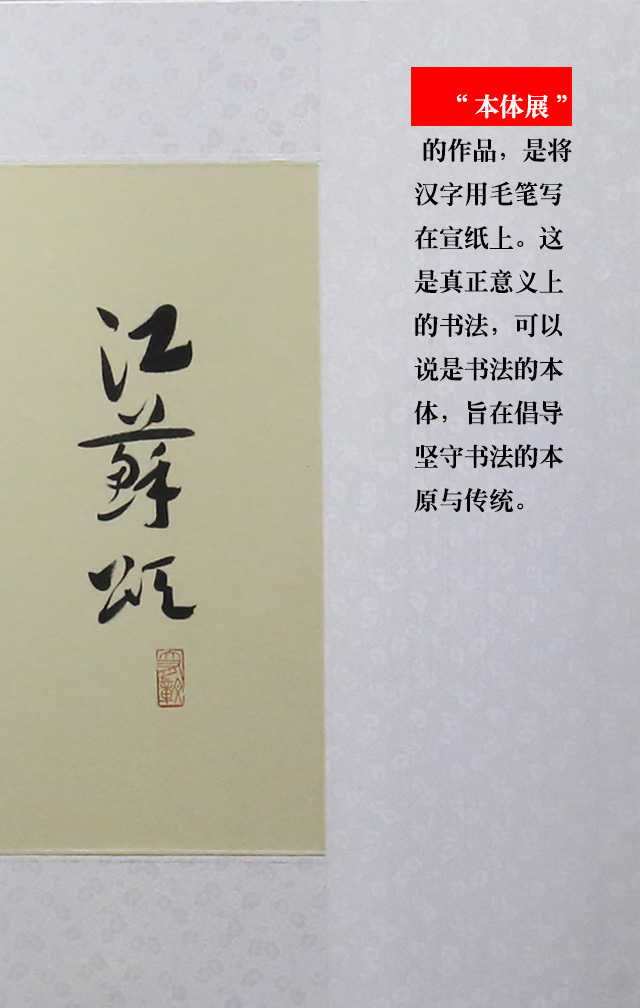 “本体展”
的作品，是将
汉字用毛笔写
在宣纸上。这
是真正意义上
的书法，可以
说是书法的本
体，旨在倡导
坚守书法的本
原与传统。
江蘇頌